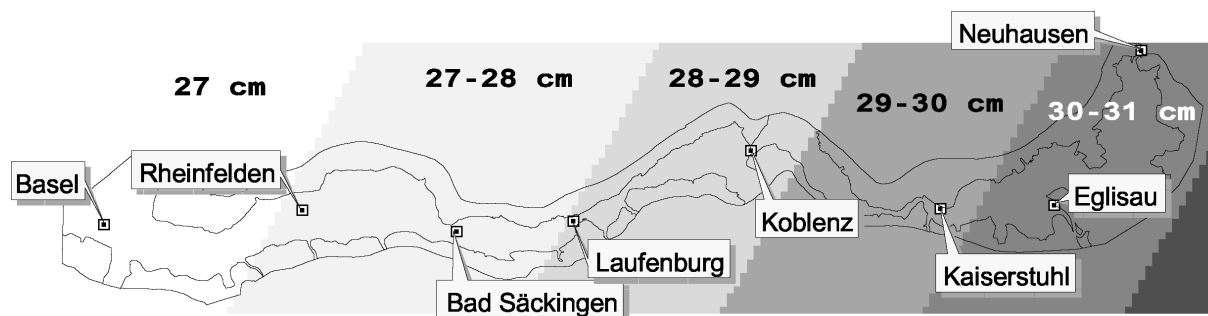 Neuhausen
27 cm
27-28 cm
28-29 cm
29-30 cm
30-31 cm
Basel
Rheinfelden
Eglisau
Koblenz
Laufenburg
Kaiserstuhl
Bad Säckingen